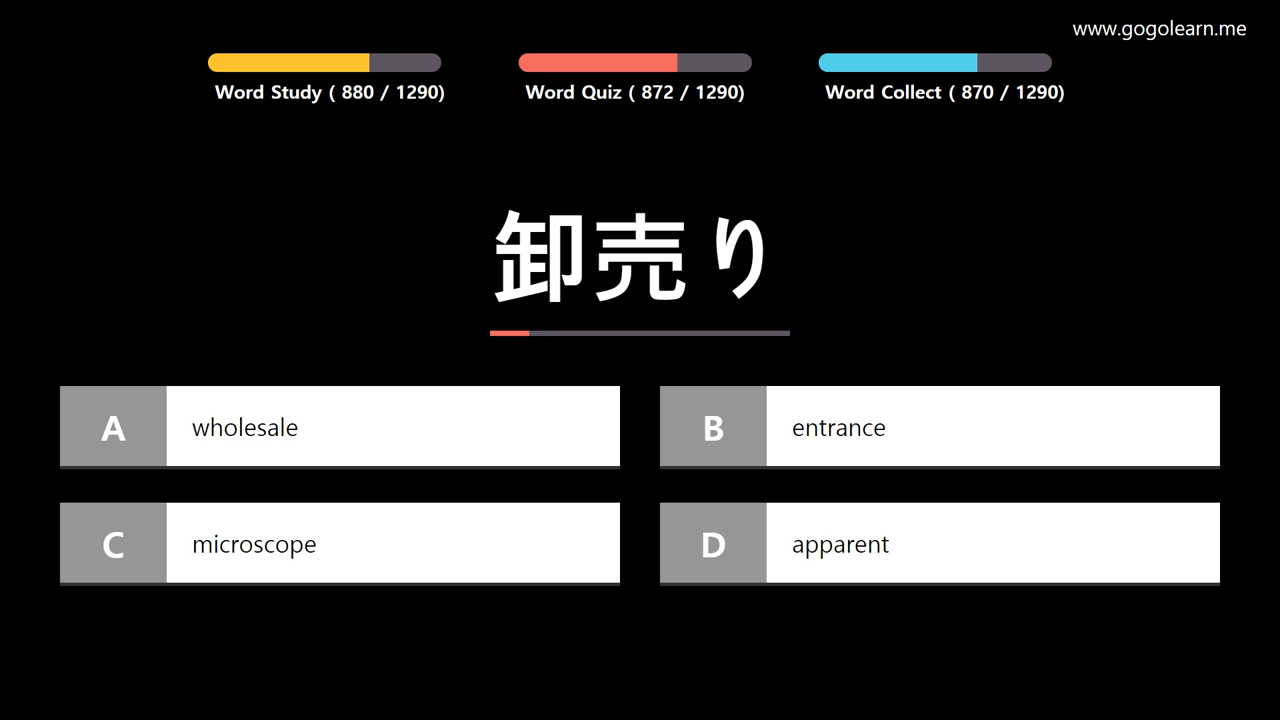 www.gogolearn.me
Word Study ( 880 / 1290)
Word Quiz ( 872 / 1290)
Word Collect ( 870 / 1290)
卸売り
A wholesale
B entrance
C microscope
D apparent